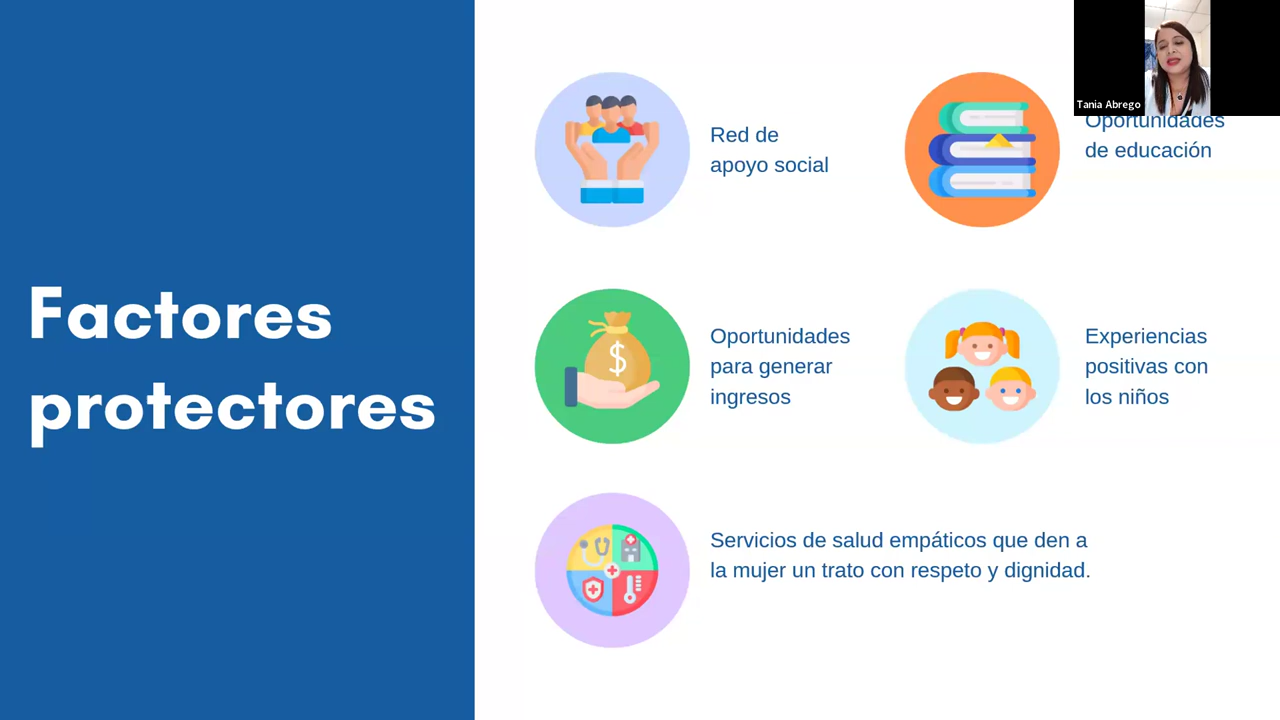 Factores
protectores
Red de
apoyo social
Oportunidades
de educación
Oportunidades
para generar
ingresos
Experiencias
positivas con
los niños
Servicios de salud empáticos que den a
la mujer un trato con respeto y dignidad.
Tania Abrego
$